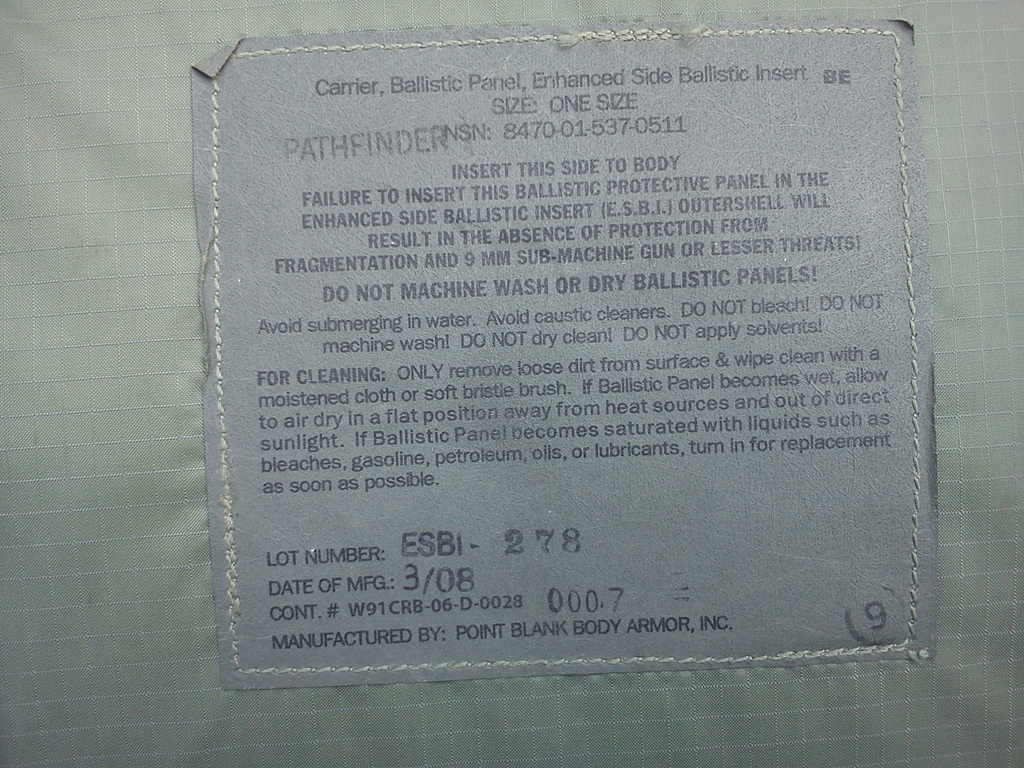 Carrier, Ballistic Panel, Enhanced Side Ballistic Insert BE
SIZE: ONE SIZE
PATHFINDER NSN: 8470-01-537-0511
INSERT THIS SIDE TO BODY
FAILURE TO INSERT THIS BALLISTIC PROTECTIVE PANEL IN THE
ENHANCED SIDE BALLISTIC INSERT (E.S.B.I.) OUTERSHELL WILL
RESULT IN THE ABSENCE OF PROTECTION FROM
FRAGMENTATION AND 9 MM SUB-MACHINE GUN OR LESSER THREATS!
DO NOT MACHINE WASH OR DRY BALLISTIC PANELS!
Avoid submerging in water. Avoid caustic cleaners. DO NOT bleach! DO NOT
machine wash! DO NOT dry clean! DO NOT apply solvents!
FOR CLEANING: ONLY remove loose dirt from surface & wipe clean with a
moistened cloth or soft bristle brush. If Ballistic Panel becomes wet, allow
to air dry in a flat position away from heat sources and out of direct
sunlight. If Ballistic Panel becomes saturated with liquids such as
bleaches, gasoline, petroleum, oils, or lubricants, turn in for replacement
as soon as possible.
LOT NUMBER: ESBI - 278
DATE OF MFG.: 3/08
CONT. # W91CRB-06-D-0028 000.7
MANUFACTURED BY: POINT BLANK BODY ARMOR, INC.
9